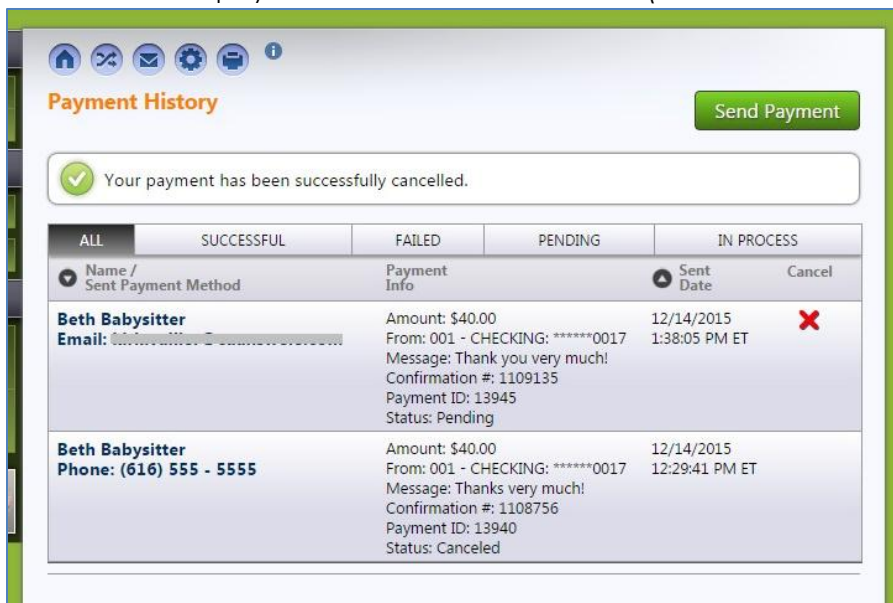 Payment History
Send Payment
Your payment has been successfully cancelled.
ALL SUCCESSFUL FAILED PENDING IN PROCESS
Name / Payment Sent Cancel
Sent Payment Method Info Date
Beth Babysitter Amount: $40.00 12/14/2015
Email: From: 001 - CHECKING: ******0017 1:38:05 PM ET
Message: Thank you very much!
Confirmation #: 1109135
Payment ID: 13945
Status: Pending
Beth Babysitter Amount: $40.00 12/14/2015
Phone: (616) 555 - 5555 From: 001 - CHECKING: ******0017 12:29:41 PM ET
Message: Thanks very much!
Confirmation #: 1108756
Payment ID: 13940
Status: Canceled